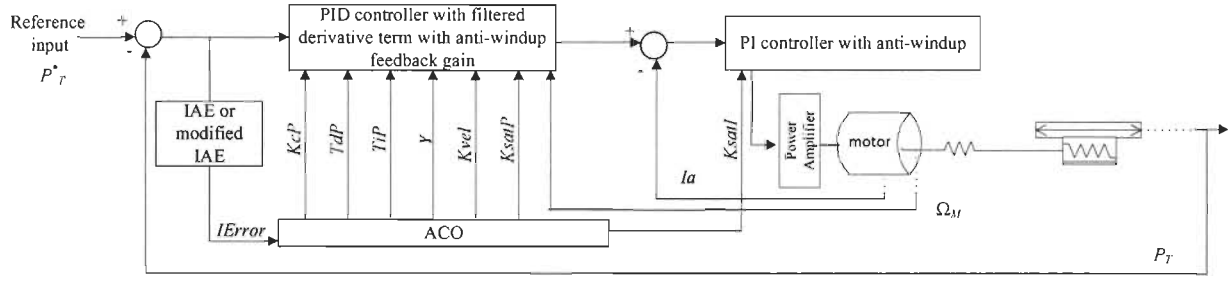 Reference
input
P*T
+
-
PID controller with filtered
derivative term with anti-windup
feedback gain
+
-
PI controller with anti-windup
IAE or
modified
IAE
KcP
TdP
TiP
γ
Kvel
KsatP
KsatI
Power
Amplifier
motor
Ia
ΩM
IError
ACO
PT